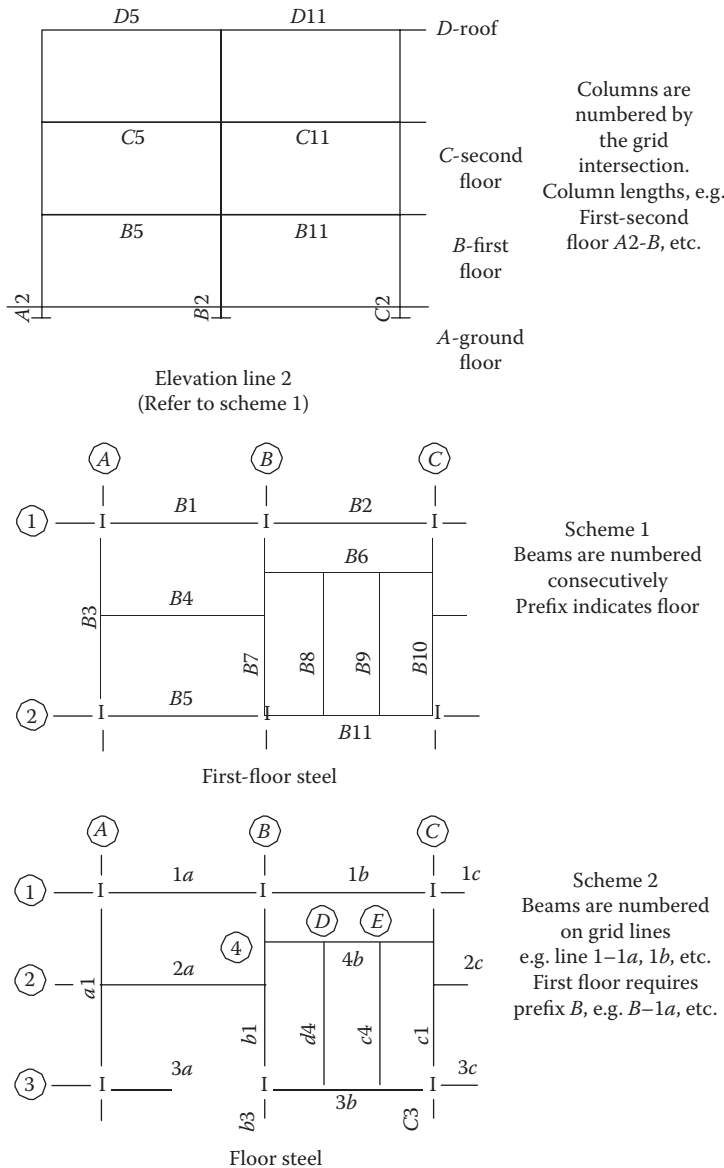 D5 D11
D-roof
C5 C11
C-second
floor
B5 B11
B-first
floor
A2 B2 C2
A-ground
floor
Columns are
numbered by
the grid
intersection.
Column lengths, e.g.
First-second
floor A2-B, etc.
Elevation line 2
(Refer to scheme 1)
A B C
1 I B1 I B2 I
B6
B4
B3 B7 B8 B9 B10
B5
2 I I I
B11
First-floor steel
Scheme 1
Beams are numbered
consecutively
Prefix indicates floor
A B C
1a 1b 1c
1 I I I
D E
4 4b
2 2a 2c
a1 b1 d4 c4 c1
3a 3c
3 I I I
3b
b3 C3
Floor steel
Scheme 2
Beams are numbered
on grid lines
e.g. line 1–1a, 1b, etc.
First floor requires
prefix B, e.g. B–1a, etc.